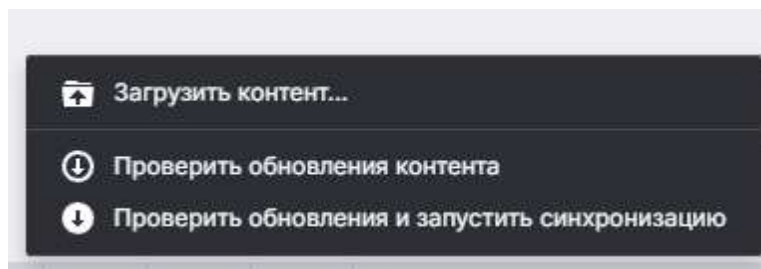 Загрузить контент...
Проверить обновления контента
Проверить обновления и запустить синхронизацию